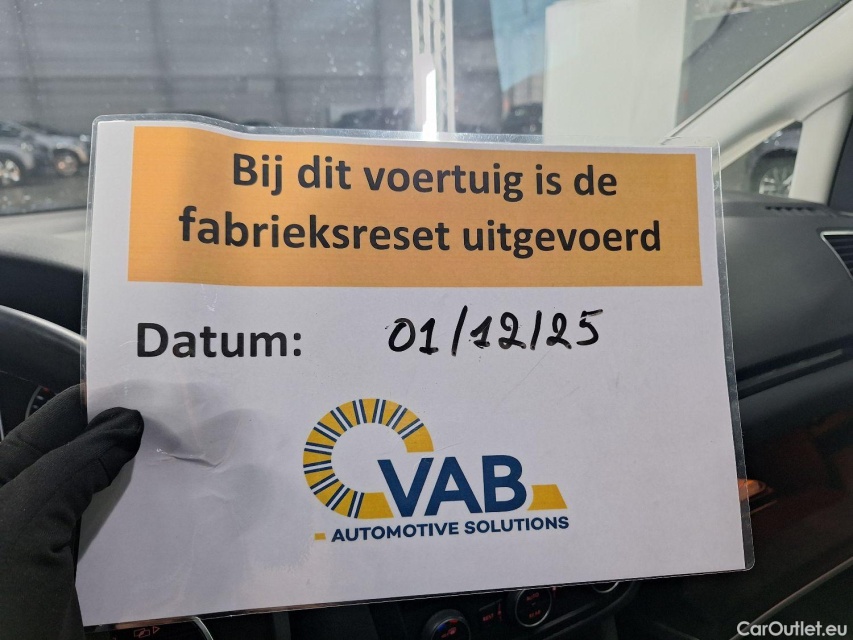 Bij dit voertuig is de
fabrieksreset uitgevoerd
Datum: 01/12/25
VAB
AUTOMOTIVE SOLUTIONS
CarOutlet.eu